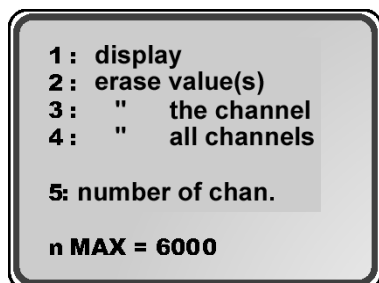 1 : display
2 : erase value(s)
3 : " the channel
4 : " all channels
5: number of chan.
n MAX = 6000